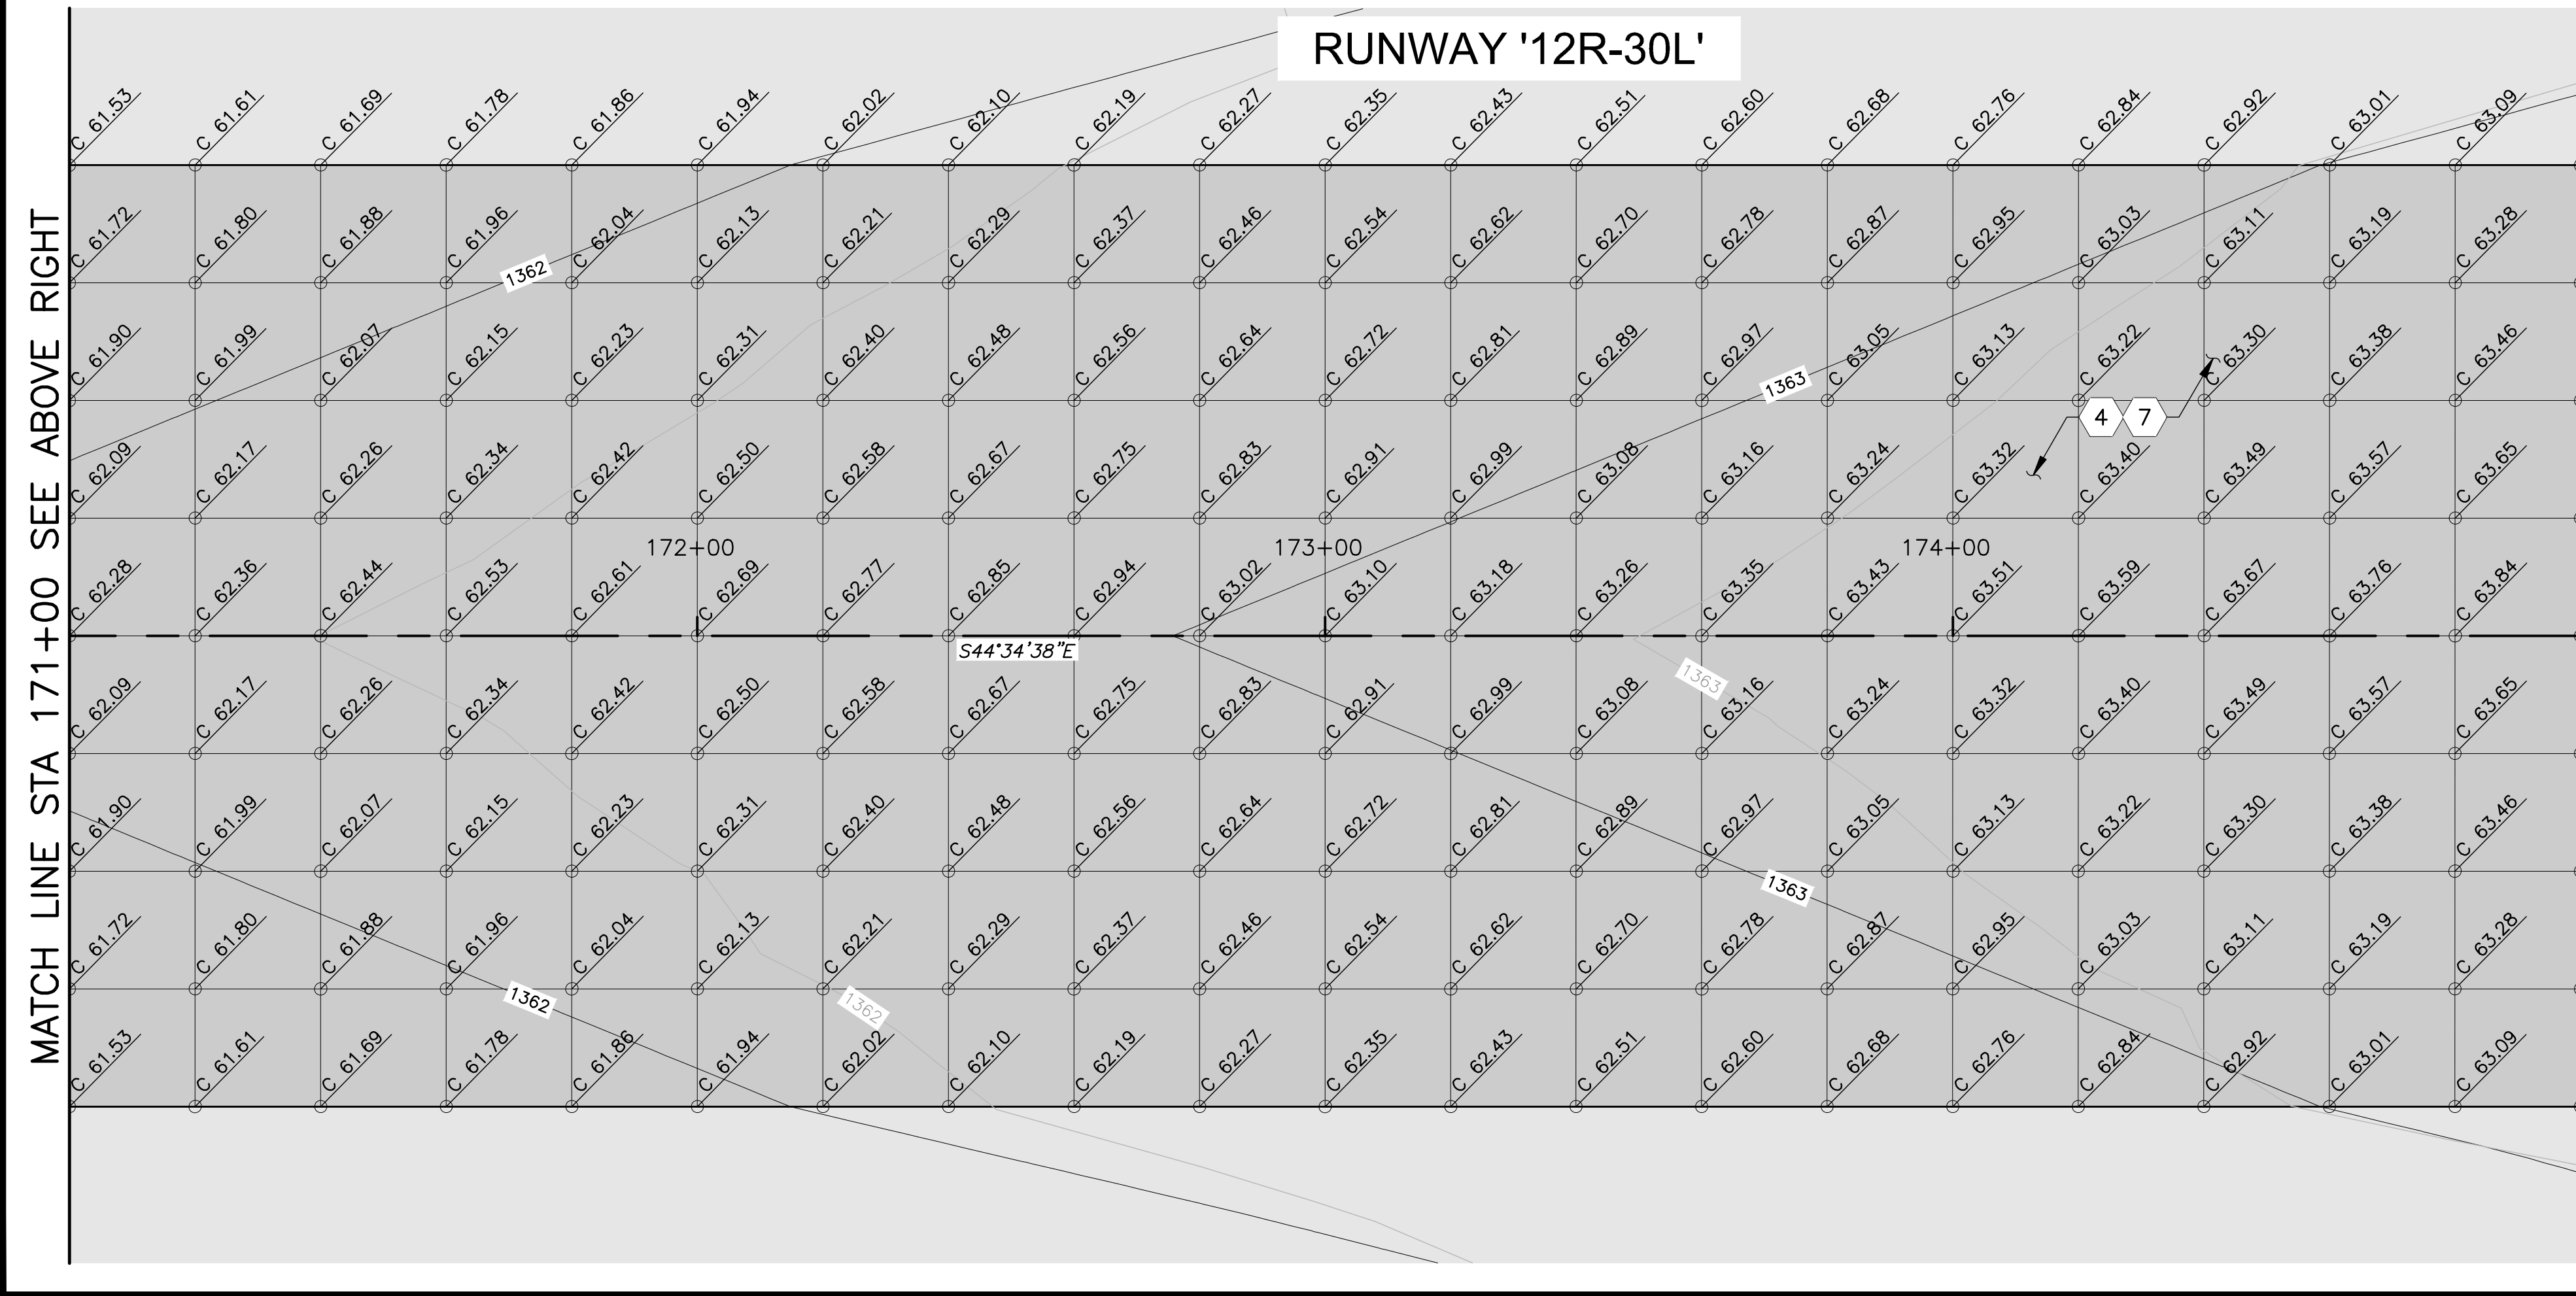 RUNWAY '12R-30L'
MATCH LINE STA 171+00 SEE ABOVE RIGHT
C 61.53 C 61.61 C 61.69 C 61.78 C 61.86 C 61.94 C 62.02 C 62.10 C 62.19 C 62.27 C 62.35 C 62.43 C 62.51 C 62.60 C 62.68 C 62.76 C 62.84 C 62.92 C 63.01 C 63.09
C 61.72 C 61.80 C 61.88 C 61.96 C 62.04 C 62.13 C 62.21 C 62.29 C 62.37 C 62.46 C 62.54 C 62.62 C 62.70 C 62.78 C 62.87 C 62.95 C 63.03 C 63.11 C 63.19 C 63.28
1362
C 61.90 C 61.99 C 62.07 C 62.15 C 62.23 C 62.31 C 62.40 C 62.48 C 62.56 C 62.64 C 62.72 C 62.81 C 62.89 C 62.97 C 63.05 C 63.13 C 63.22 C 63.30 C 63.38 C 63.46
1363
4 7
C 62.09 C 62.17 C 62.26 C 62.34 C 62.42 C 62.50 C 62.58 C 62.67 C 62.75 C 62.83 C 62.91 C 62.99 C 63.08 C 63.16 C 63.24 C 63.32 C 63.40 C 63.49 C 63.57 C 63.65
172+00 173+00 174+00
C 62.28 C 62.36 C 62.44 C 62.53 C 62.61 C 62.69 C 62.77 C 62.85 C 62.94 C 63.02 C 63.10 C 63.18 C 63.26 C 63.35 C 63.43 C 63.51 C 63.59 C 63.67 C 63.76 C 63.84
S44°34'38"E
1363
C 62.09 C 62.17 C 62.26 C 62.34 C 62.42 C 62.50 C 62.58 C 62.67 C 62.75 C 62.83 C 62.91 C 62.99 C 63.08 C 63.16 C 63.24 C 63.32 C 63.40 C 63.49 C 63.57 C 63.65
C 61.90 C 61.99 C 62.07 C 62.15 C 62.23 C 62.31 C 62.40 C 62.48 C 62.56 C 62.64 C 62.72 C 62.81 C 62.89 C 62.97 C 63.05 C 63.13 C 63.22 C 63.30 C 63.38 C 63.46
1363
C 61.72 C 61.80 C 61.88 C 61.96 C 62.04 C 62.13 C 62.21 C 62.29 C 62.37 C 62.46 C 62.54 C 62.62 C 62.70 C 62.78 C 62.87 C 62.95 C 63.03 C 63.11 C 63.19 C 63.28
1362 1362
C 61.53 C 61.61 C 61.69 C 61.78 C 61.86 C 61.94 C 62.02 C 62.10 C 62.19 C 62.27 C 62.35 C 62.43 C 62.51 C 62.60 C 62.68 C 62.76 C 62.84 C 62.92 C 63.01 C 63.09